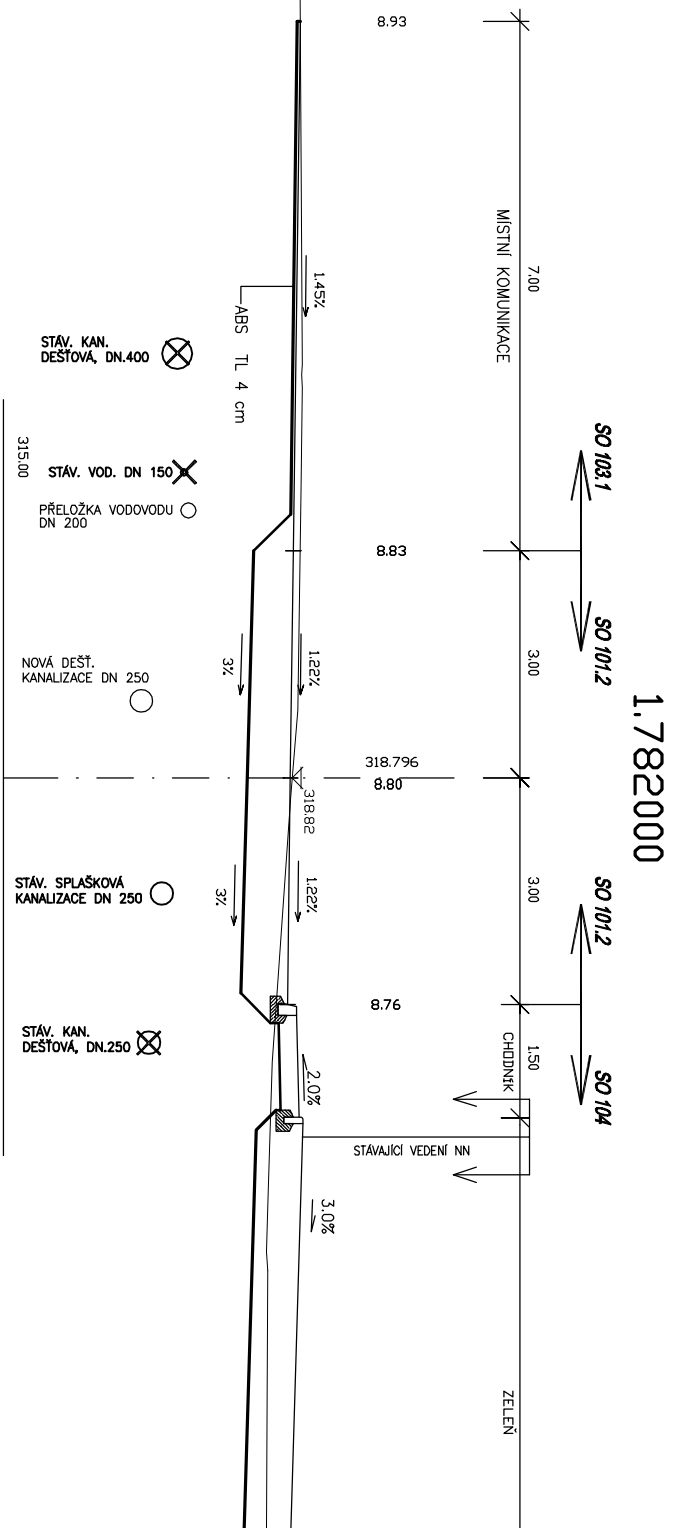 1.782000
SO 103.1
SO 101.2
SO 101.2
SO 104
7.00
3.00
3.00
1.50
MÍSTNÍ KOMUNIKACE
CHODNÍK
ZELEŇ
8.93
8.83
318.796
8.80
8.76
STÁVAJÍCÍ VEDENÍ NN
1.45%
1.22%
318.82
1.22%
2.0%
3.0%
3%
3%
ABS TL 4 cm
STÁV. KAN.
DEŠŤOVÁ, DN.400
STÁV. VOD. DN 150
PŘELOŽKA VODOVODU
DN 200
NOVÁ DEŠŤ.
KANALIZACE DN 250
STÁV. SPLAŠKOVÁ
KANALIZACE DN 250
STÁV. KAN.
DEŠŤOVÁ, DN.250
315.00